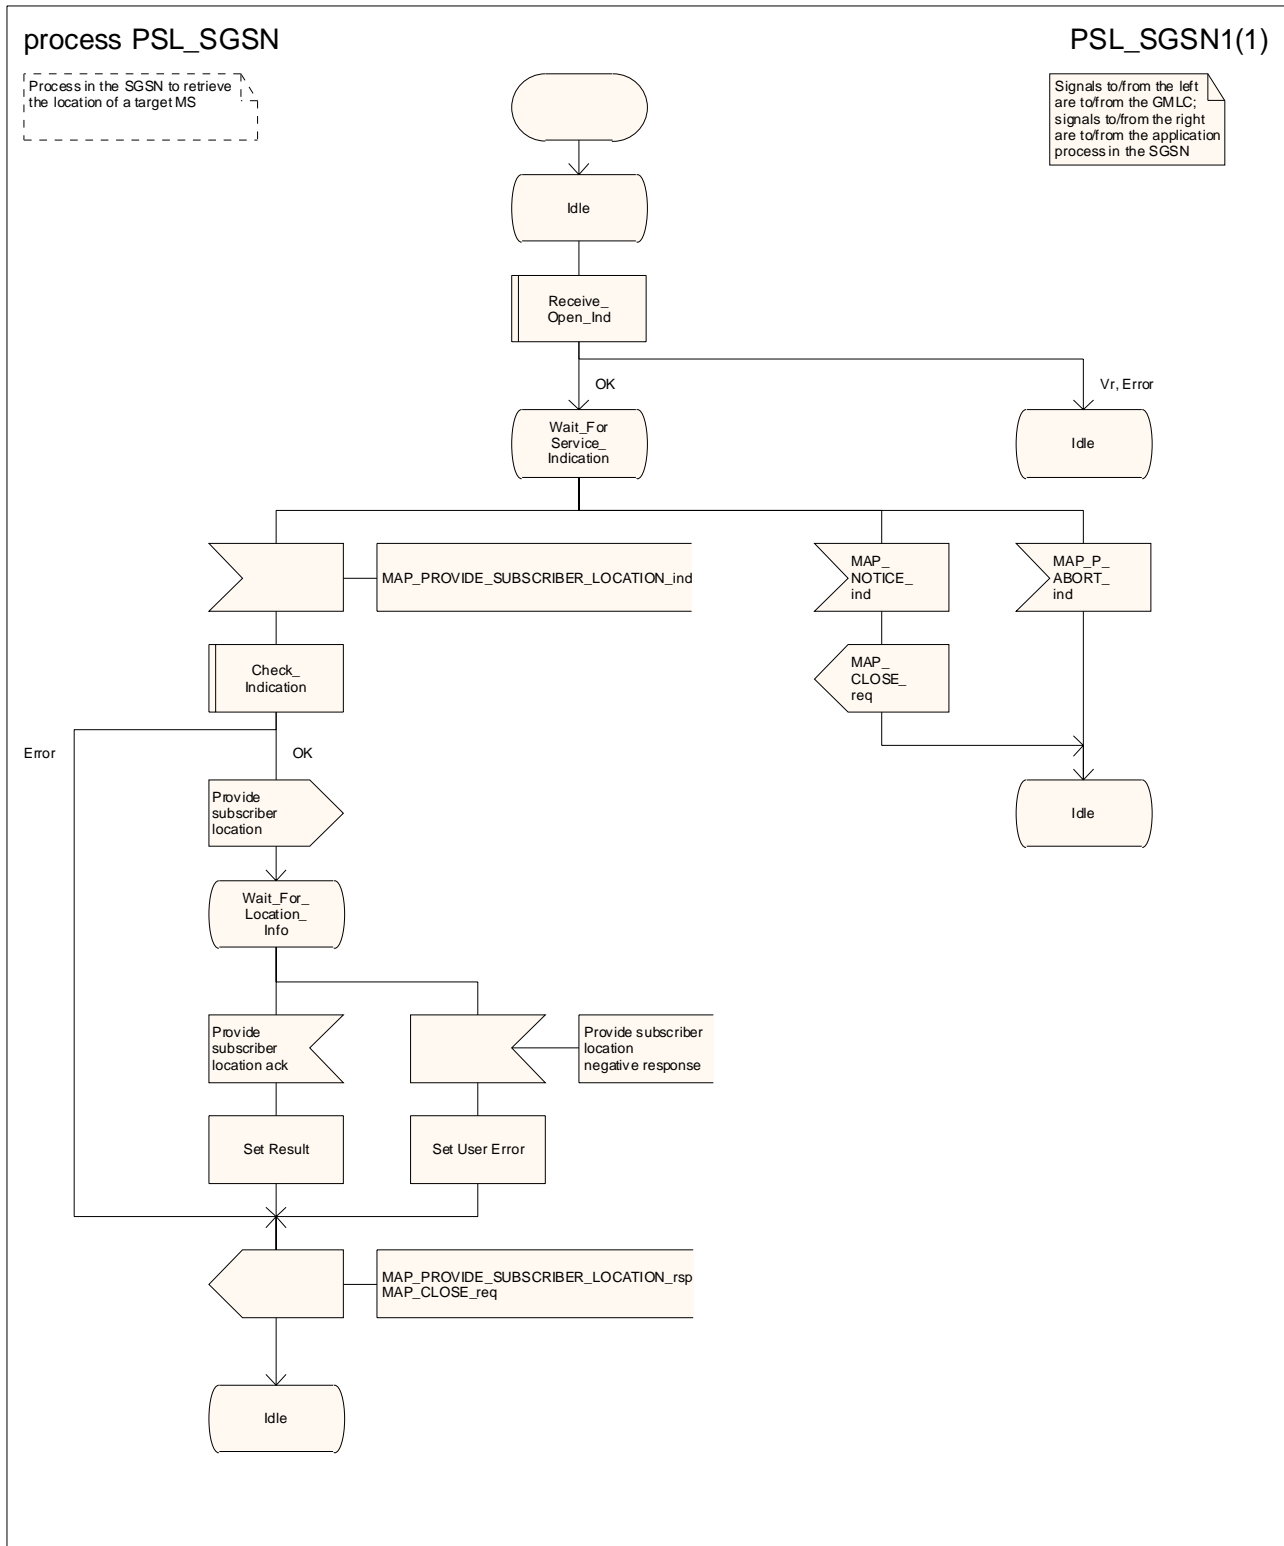 process PSL_SGSN
PSL_SGSN1(1)
Process in the SGSN to retrieve
the location of a target MS
Signals to/from the left
are to/from the GMLC;
signals to/from the right
are to/from the application
process in the SGSN
Idle
Receive_
Open_Ind
OK
Vr, Error
Wait_For
Service_
Indication
Idle
MAP_PROVIDE_SUBSCRIBER_LOCATION_ind
MAP_
NOTICE_
ind
MAP_P_
ABORT_
ind
Check_
Indication
MAP_
CLOSE_
req
Error
OK
Provide
subscriber
location
Idle
Wait_For_
Location_
Info
Provide
subscriber
location ack
Provide subscriber
location
negative response
Set Result
Set User Error
MAP_PROVIDE_SUBSCRIBER_LOCATION_rsp
MAP_CLOSE_req
Idle